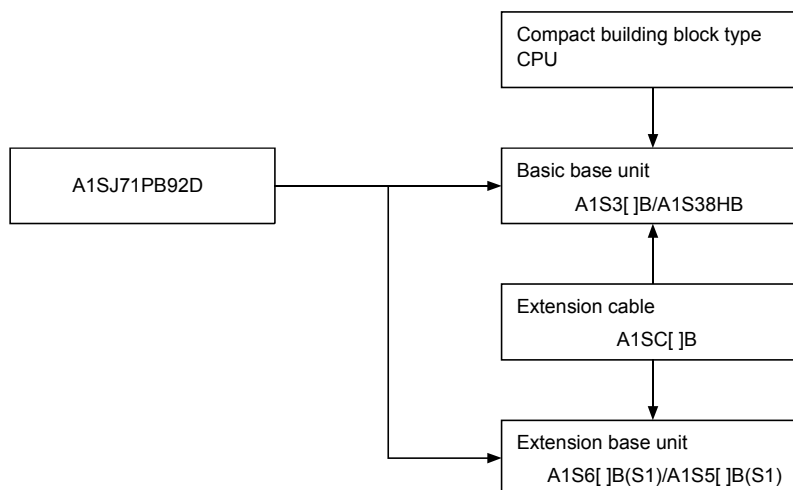 Compact building block type
CPU
A1SJ71PB92D
Basic base unit
A1S3[ ]B/A1S38HB
Extension cable
A1SC[ ]B
Extension base unit
A1S6[ ]B(S1)/A1S5[ ]B(S1)